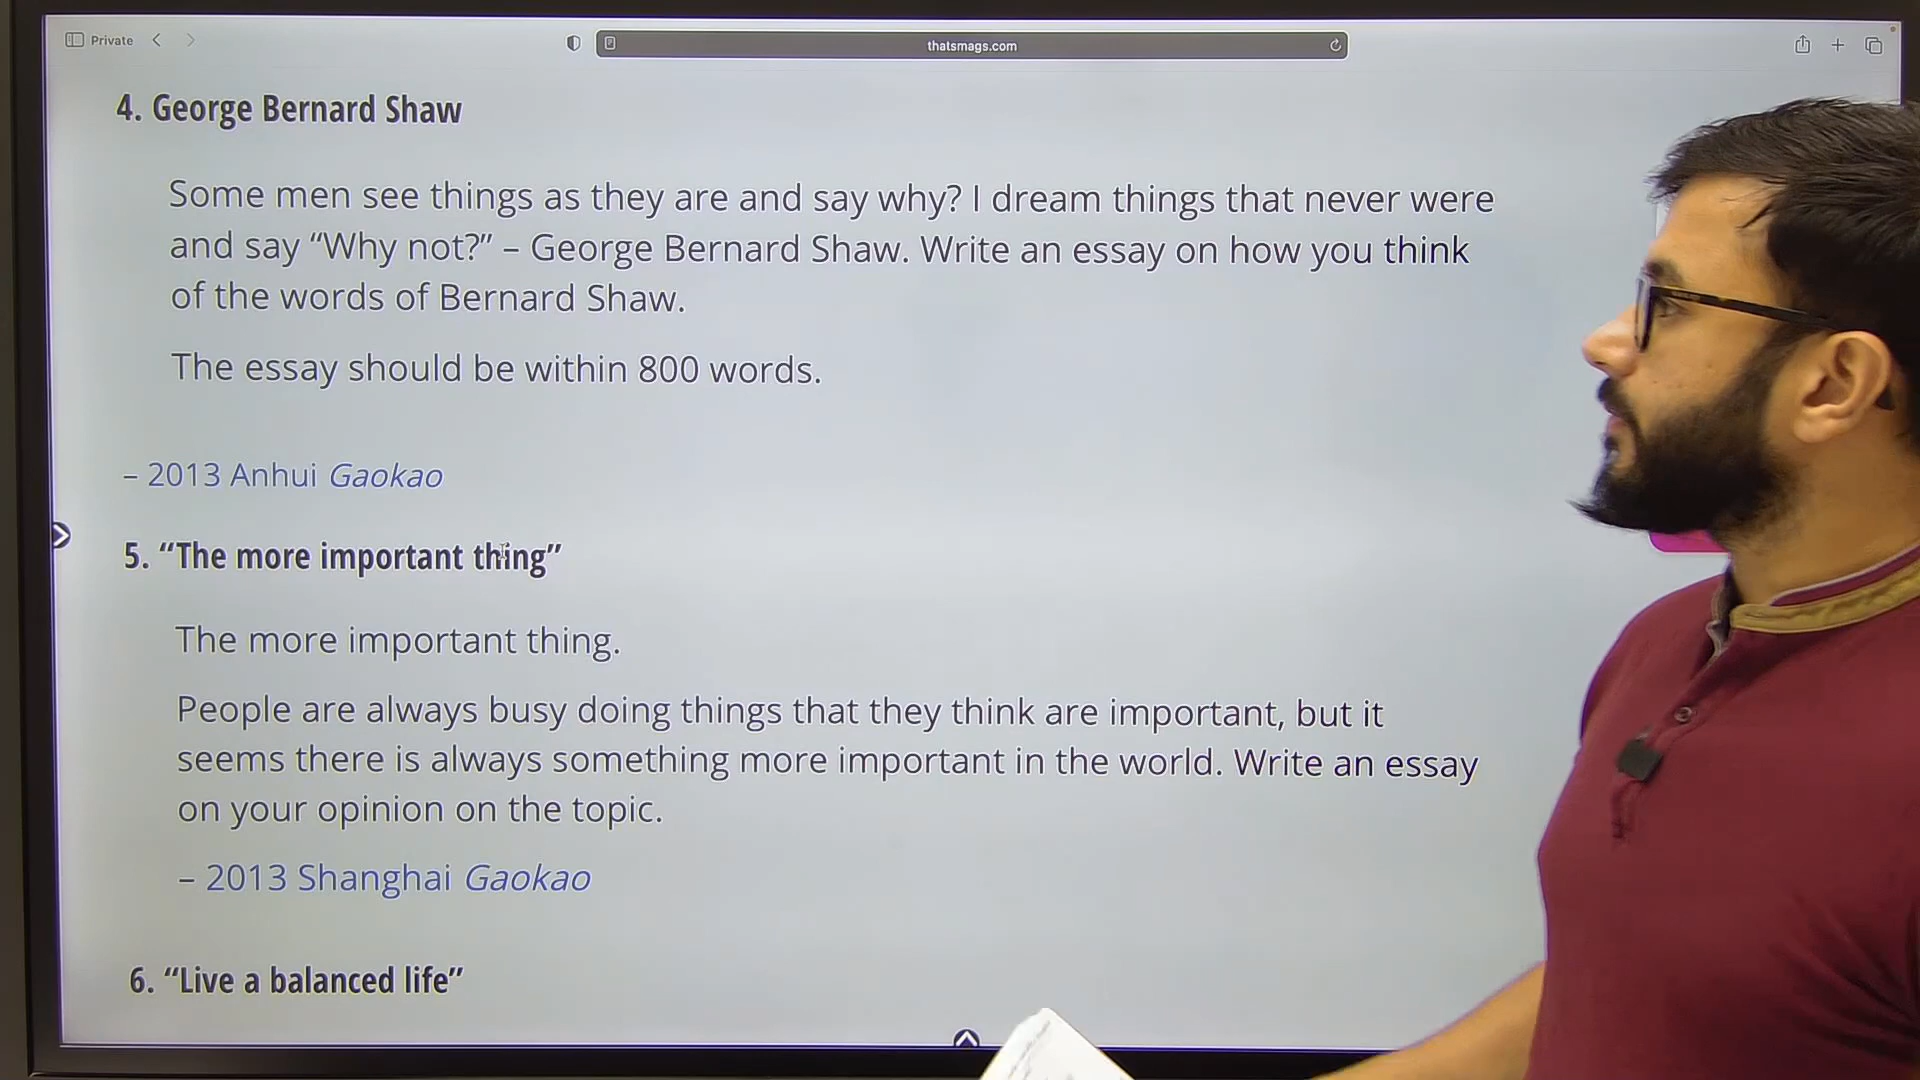 Private
thatsmags.com
4. George Bernard Shaw
Some men see things as they are and say why? I dream things that never were
and say “Why not?” – George Bernard Shaw. Write an essay on how you think
of the words of Bernard Shaw.
The essay should be within 800 words.
– 2013 Anhui Gaokao
5. “The more important thing”
The more important thing.
People are always busy doing things that they think are important, but it
seems there is always something more important in the world. Write an essay
on your opinion on the topic.
– 2013 Shanghai Gaokao
6. “Live a balanced life”